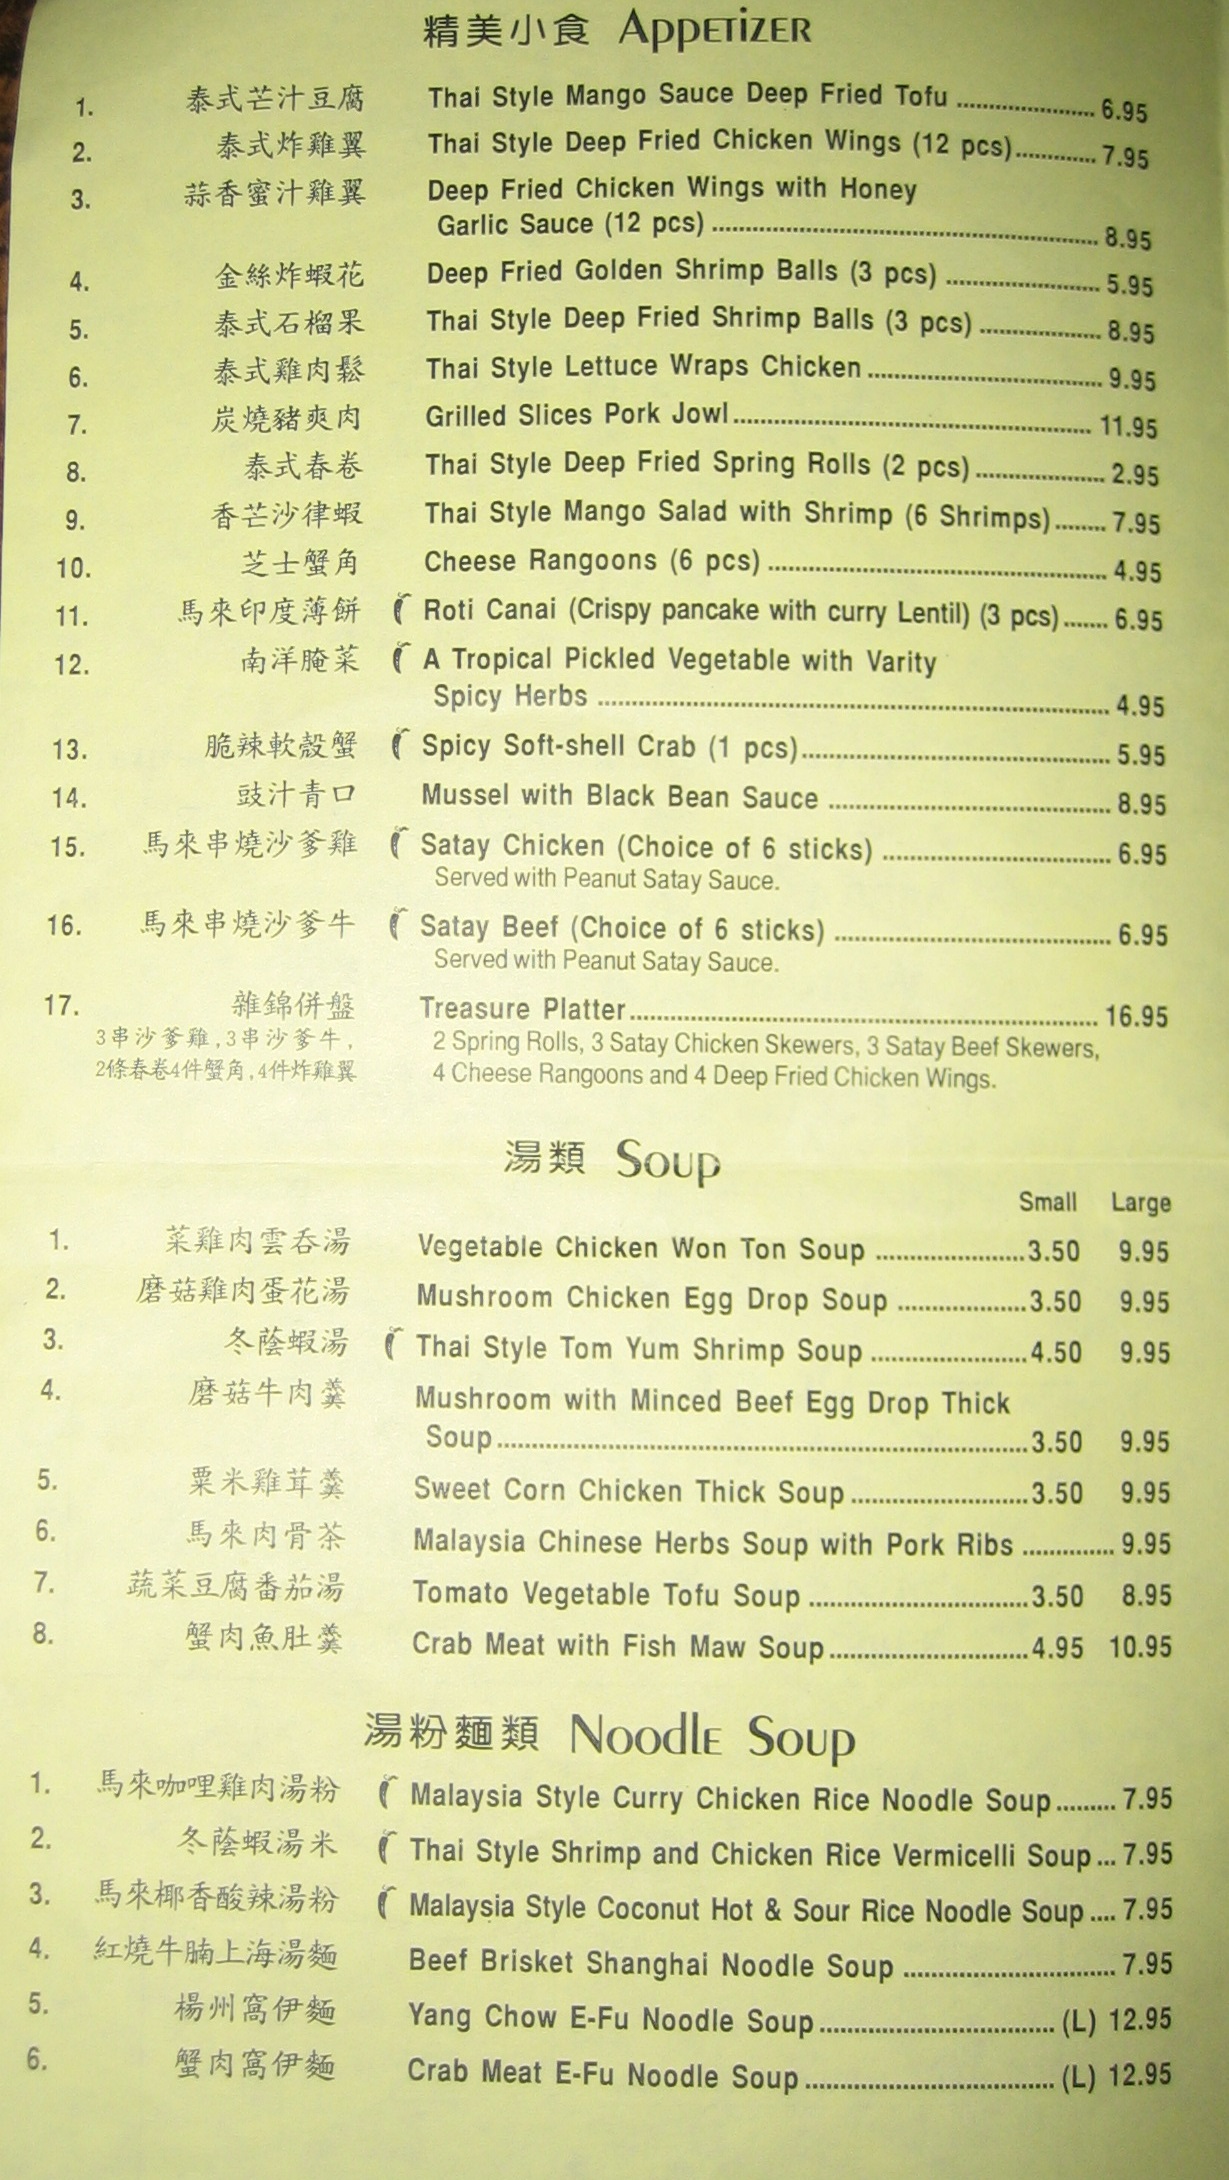 精美小食 Appetizer
1. 泰式芒汁豆腐 Thai Style Mango Sauce Deep Fried Tofu ...................... 6.95
2. 泰式炸雞翼 Thai Style Deep Fried Chicken Wings (12 pcs)............. 7.95
3. 蒜香蜜汁雞翼 Deep Fried Chicken Wings with Honey
Garlic Sauce (12 pcs) ............................................................ 8.95
4. 金絲炸蝦花 Deep Fried Golden Shrimp Balls (3 pcs) ........................ 5.95
5. 泰式石榴果 Thai Style Deep Fried Shrimp Balls (3 pcs) ................... 8.95
6. 泰式雞肉鬆 Thai Style Lettuce Wraps Chicken .................................... 9.95
7. 炭燒豬爽肉 Grilled Slices Pork Jowl...................................................... 11.95
8. 泰式春卷 Thai Style Deep Fried Spring Rolls (2 pcs) .................... 2.95
9. 香芒沙律蝦 Thai Style Mango Salad with Shrimp (6 Shrimps)........ 7.95
10. 芝士蟹角 Cheese Rangoons (6 pcs) ..................................................... 4.95
11. 馬來印度薄餅 Roti Canai (Crispy pancake with curry Lentil) (3 pcs)....... 6.95
12. 南洋腌菜 A Tropical Pickled Vegetable with Varity
Spicy Herbs ................................................................................ 4.95
13. 脆辣軟殼蟹 Spicy Soft-shell Crab (1 pcs)................................................ 5.95
14. 豉汁青口 Mussel with Black Bean Sauce ............................................ 8.95
15. 馬來串燒沙爹雞 Satay Chicken (Choice of 6 sticks) ................................... 6.95
Served with Peanut Satay Sauce.
16. 馬來串燒沙爹牛 Satay Beef (Choice of 6 sticks) .......................................... 6.95
Served with Peanut Satay Sauce.
17. 雜錦併盤 Treasure Platter......................................................................... 16.95
3串沙爹雞,3串沙爹牛, 2 Spring Rolls, 3 Satay Chicken Skewers, 3 Satay Beef Skewers,
2條春卷4件蟹角,4件炸雞翼 4 Cheese Rangoons and 4 Deep Fried Chicken Wings.
湯類 Soup
Small Large
1. 菜雞肉雲吞湯 Vegetable Chicken Won Ton Soup ........................3.50 9.95
2. 磨菇雞肉蛋花湯 Mushroom Chicken Egg Drop Soup ....................3.50 9.95
3. 冬蔭蝦湯 Thai Style Tom Yum Shrimp Soup ........................4.50 9.95
4. 磨菇牛肉羹 Mushroom with Minced Beef Egg Drop Thick
Soup.....................................................................................3.50 9.95
5. 粟米雞茸羹 Sweet Corn Chicken Thick Soup ............................3.50 9.95
6. 馬來肉骨茶 Malaysia Chinese Herbs Soup with Pork Ribs .............. 9.95
7. 蔬菜豆腐番茄湯 Tomato Vegetable Tofu Soup ...................................3.50 8.95
8. 蟹肉魚肚羹 Crab Meat with Fish Maw Soup...............................4.95 10.95
湯粉麵類 Noodle Soup
1. 馬來咖哩雞肉湯粉 Malaysia Style Curry Chicken Rice Noodle Soup......... 7.95
2. 冬蔭蝦湯米 Thai Style Shrimp and Chicken Rice Vermicelli Soup ... 7.95
3. 馬來椰香酸辣湯粉 Malaysia Style Coconut Hot & Sour Rice Noodle Soup .... 7.95
4. 紅燒牛腩上海湯麵 Beef Brisket Shanghai Noodle Soup ................................. 7.95
5. 楊州窩伊麵 Yang Chow E-Fu Noodle Soup..................................... (L) 12.95
6. 蟹肉窩伊麵 Crab Meat E-Fu Noodle Soup....................................... (L) 12.95